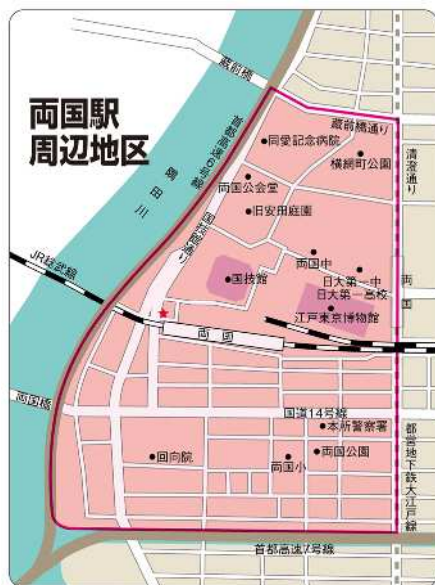 蔵前橋
両国駅
周辺地区
首都高速6号線
隅田川
蔵前橋通り
同愛記念病院
横網町公園
清澄通り
両国公会堂
旧安田庭園
国技館通り
両国中
日大第一中
日大第一高校
両国
国技館
江戸東京博物館
JR総武線
両国
両国橋
国道14号線
本所警察署
回向院
両国小
両国公園
都営地下鉄大江戸線
首都高速7号線